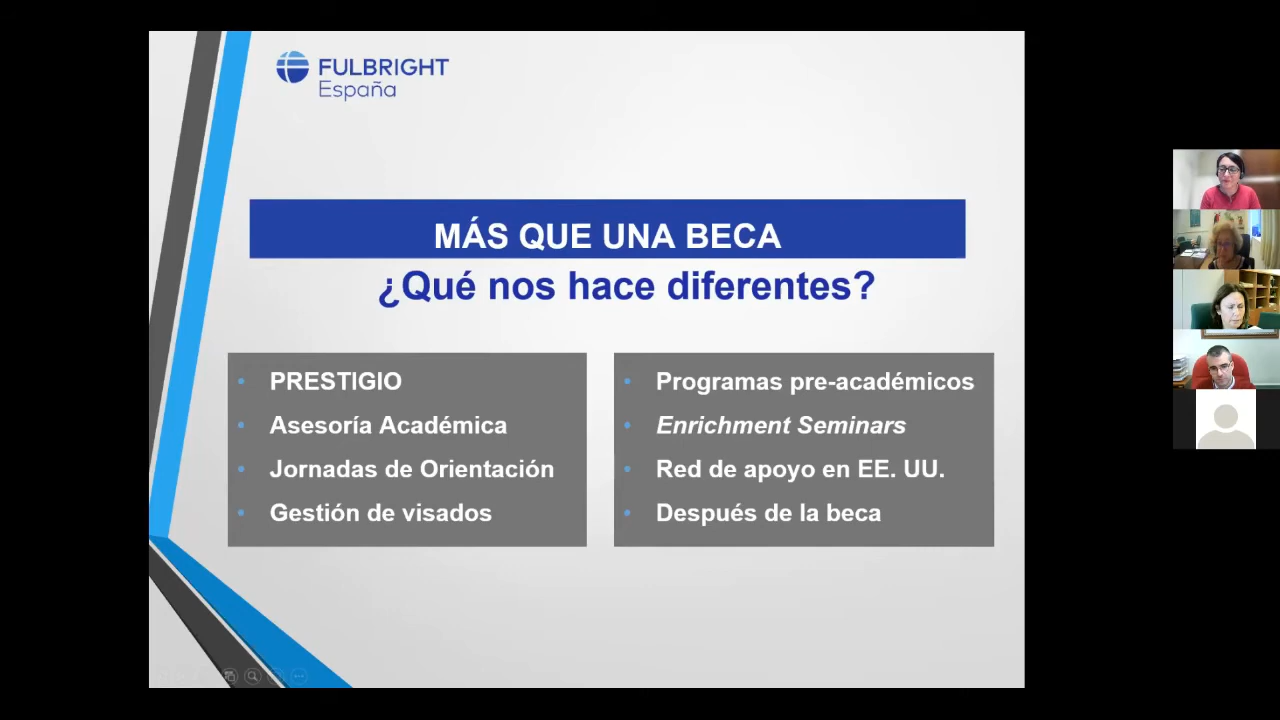 FULBRIGHT
España
MÁS QUE UNA BECA
¿Qué nos hace diferentes?
• PRESTIGIO
• Asesoría Académica
• Jornadas de Orientación
• Gestión de visados
• Programas pre-académicos
• Enrichment Seminars
• Red de apoyo en EE. UU.
• Después de la beca